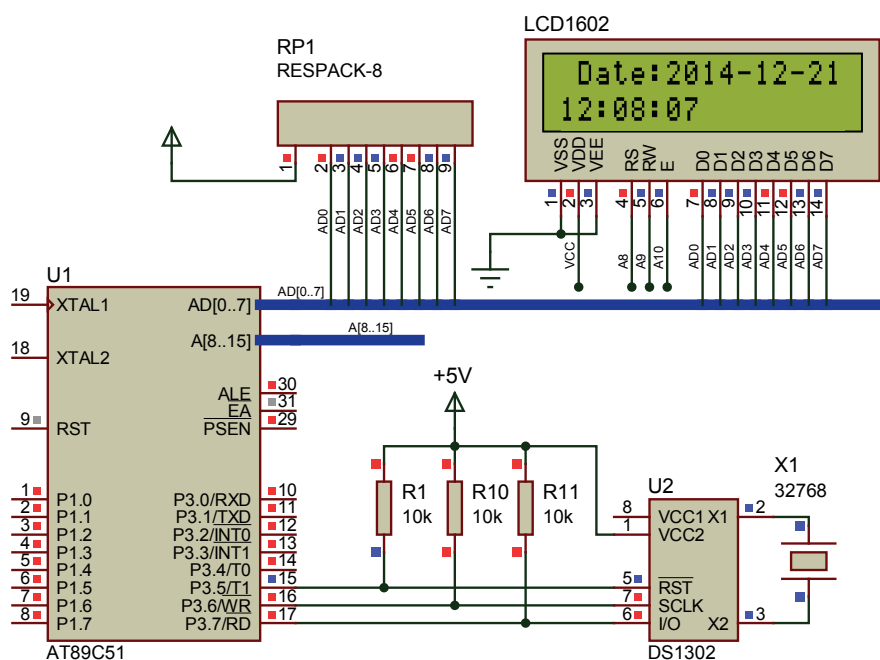 LCD1602
RP1
RESPACK-8
Date:2014-12-21
12:08:07
VSS VDD VEE RS RW E D0 D1 D2 D3 D4 D5 D6 D7
1 2 3 4 5 6 7 8 9
1 2 3 4 5 6 7 8 9 10 11 12 13 14
AD0 AD1 AD2 AD3 AD4 AD5 AD6 AD7
VCC A8 A9 A10 AD0 AD1 AD2 AD3 AD4 AD5 AD6 AD7
U1
19 XTAL1 AD[0..7] AD[0..7]
A[8..15] A[8..15]
18 XTAL2
ALE 30
EA 31
9 RST PSEN 29
+5V
R1 R10 R11
10k 10k 10k
U2
X1
32768
1 P1.0 P3.0/RXD 10
2 P1.1 P3.1/TXD 11
3 P1.2 P3.2/INT0 12
4 P1.3 P3.3/INT1 13
5 P1.4 P3.4/T0 14
6 P1.5 P3.5/T1 15
7 P1.6 P3.6/WR 16
8 P1.7 P3.7/RD 17
AT89C51
8 VCC1 X1 2
1 VCC2
5 RST
7 SCLK
6 I/O X2 3
DS1302